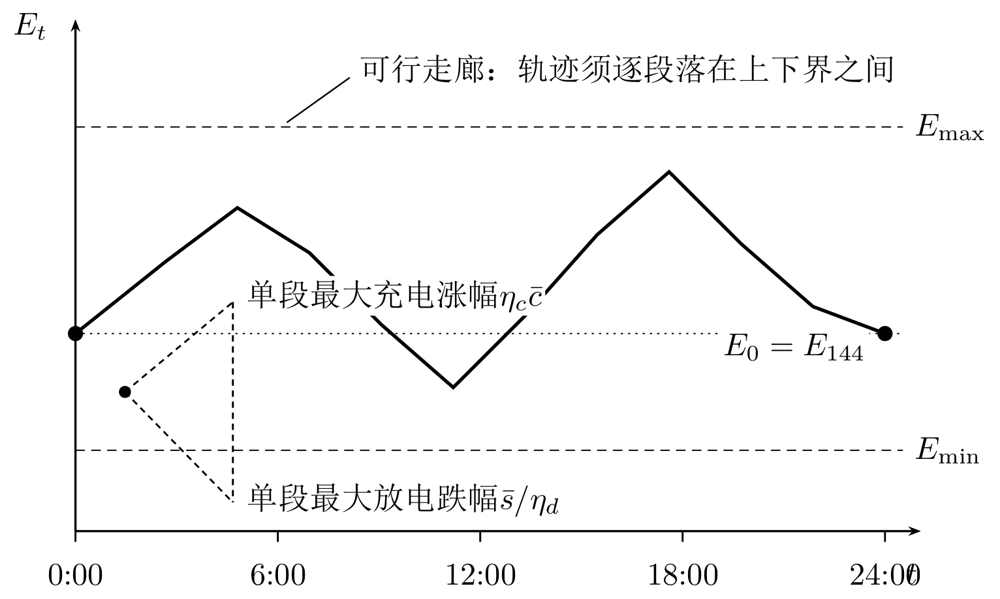 E_t
可行走廊：轨迹须逐段落在上下界之间
E_max
单段最大充电涨幅η_c c̄
E_0 = E_144
E_min
单段最大放电跌幅s̄/η_d
0:00 6:00 12:00 18:00 24:00 t